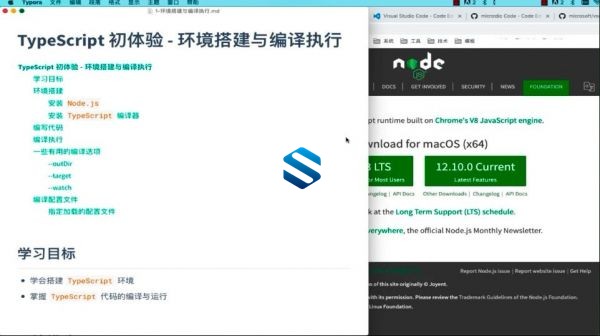 Typora 文件 编辑 段落 格式 显示 主题 窗口 帮助
1-环境搭建与编译执行.md
TypeScript 初体验 - 环境搭建与编译执行
TypeScript 初体验 - 环境搭建与编译执行
学习目标
环境搭建
安装 Node.js
安装 TypeScript 编译器
编写代码
编译执行
一些有用的编译选项
--outDir
--target
--watch
编译配置文件
指定加载的配置文件
学习目标
学会搭建 TypeScript 环境
掌握 TypeScript 代码的编译与运行
Visual Studio Code - Code E
microsoft/vs
系统 工具 技术 模板
node
JS
DOCS GET INVOLVED SECURITY NEWS FOUNDATION
pt runtime built on Chrome's V8 JavaScript engine.
wnload for macOS (x64)
LTS
12.10.0 Current
or Most Users
Latest Features
Changelog API Docs
Other Downloads Changelog API Docs
k at the Long Term Support (LTS) schedule.
verywhere, the official Node.js Monthly Newsletter.
Report Node.js issue | Report website issue | Get Help
of this site originally © Joyent.
with its permission. Please review the Trademark Guidelines of the Node.js Foundation.
Linux Foundation.